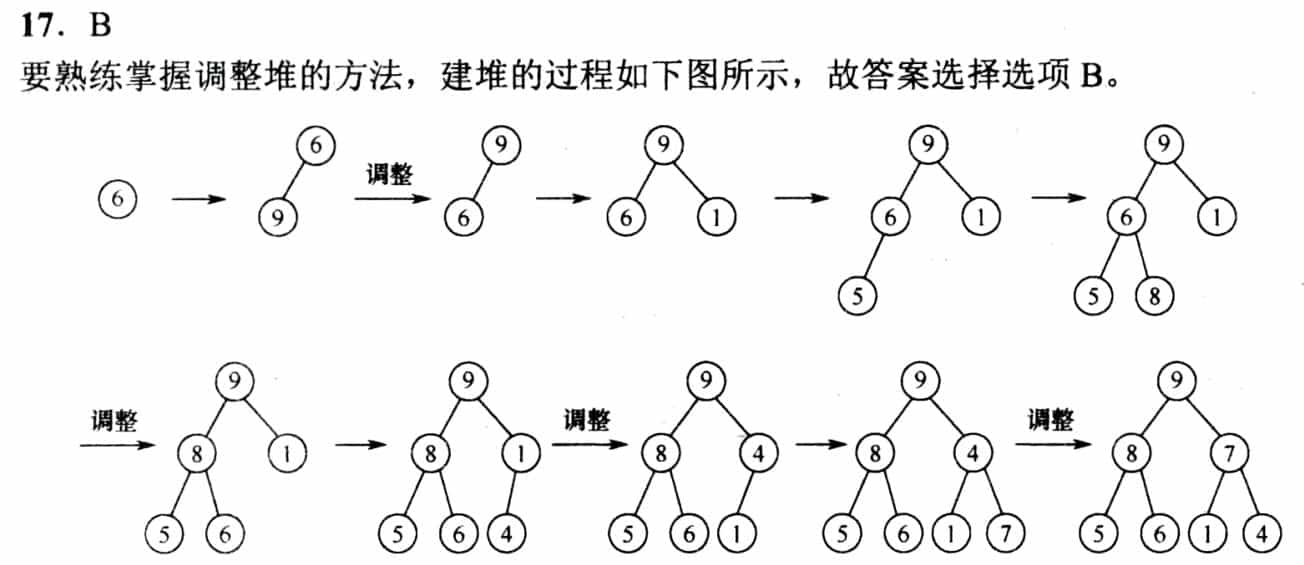 17. B
要熟练掌握调整堆的方法，建堆的过程如下图所示，故答案选择选项 B。
6 9 9 9 9
6 调整 6 1 6 1 6 1
9 6 5 5 8
6
9 9 9 9 9
调整 调整 调整
8 1 8 1 8 4 8 4 8 7
5 6 5 6 4 5 6 1 5 6 1 7 5 6 1 4